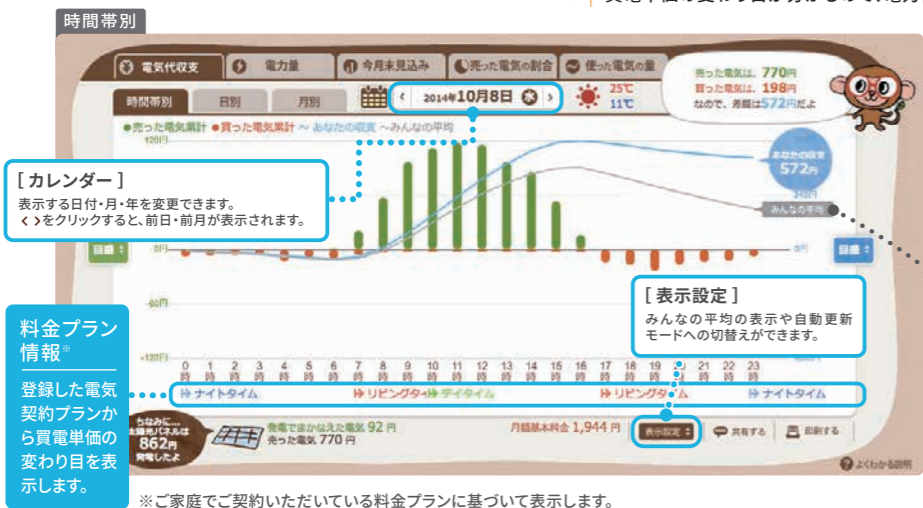 時間帯別
電気代収支
電力量
今月末見込み
売った電気の割合
使った電気の量
売った電気は、770円
買った電気は、198円
なので、差額は572円だよ
時間帯別
日別
月別
2014年10月8日
25℃
11℃
●売った電気累計 ●買った電気累計 〜あなたの収支 〜みんなの平均
120円
あなたの収支
572円
みんなの平均
[ カレンダー ]
表示する日付・月・年を変更できます。
< >をクリックすると、前日・前月が表示されます。
目盛
0円
0円
目盛
-60円
-120円
[ 表示設定 ]
みんなの平均の表示や自動更新
モードへの切替えができます。
料金プラン
情報※
登録した電気
契約プランか
ら買電単価の
変わり目を表
示します。
0時 1時 2時 3時 4時 5時 6時 7時 8時 9時 10時 11時 12時 13時 14時 15時 16時 17時 18時 19時 20時 21時 22時 23時
ナイトタイム
リビングタイ
デイタイム
リビングタイム
ナイトタイム
ちなみに…
太陽光パネルは
862円
発電したよ
発電でまかなえた電気 92 円
売った電気 770 円
月額基本料金 1,944 円
表示設定
共有する
印刷する
よくわかる説明
※ご家庭でご契約いただいている料金プランに基づいて表示します。